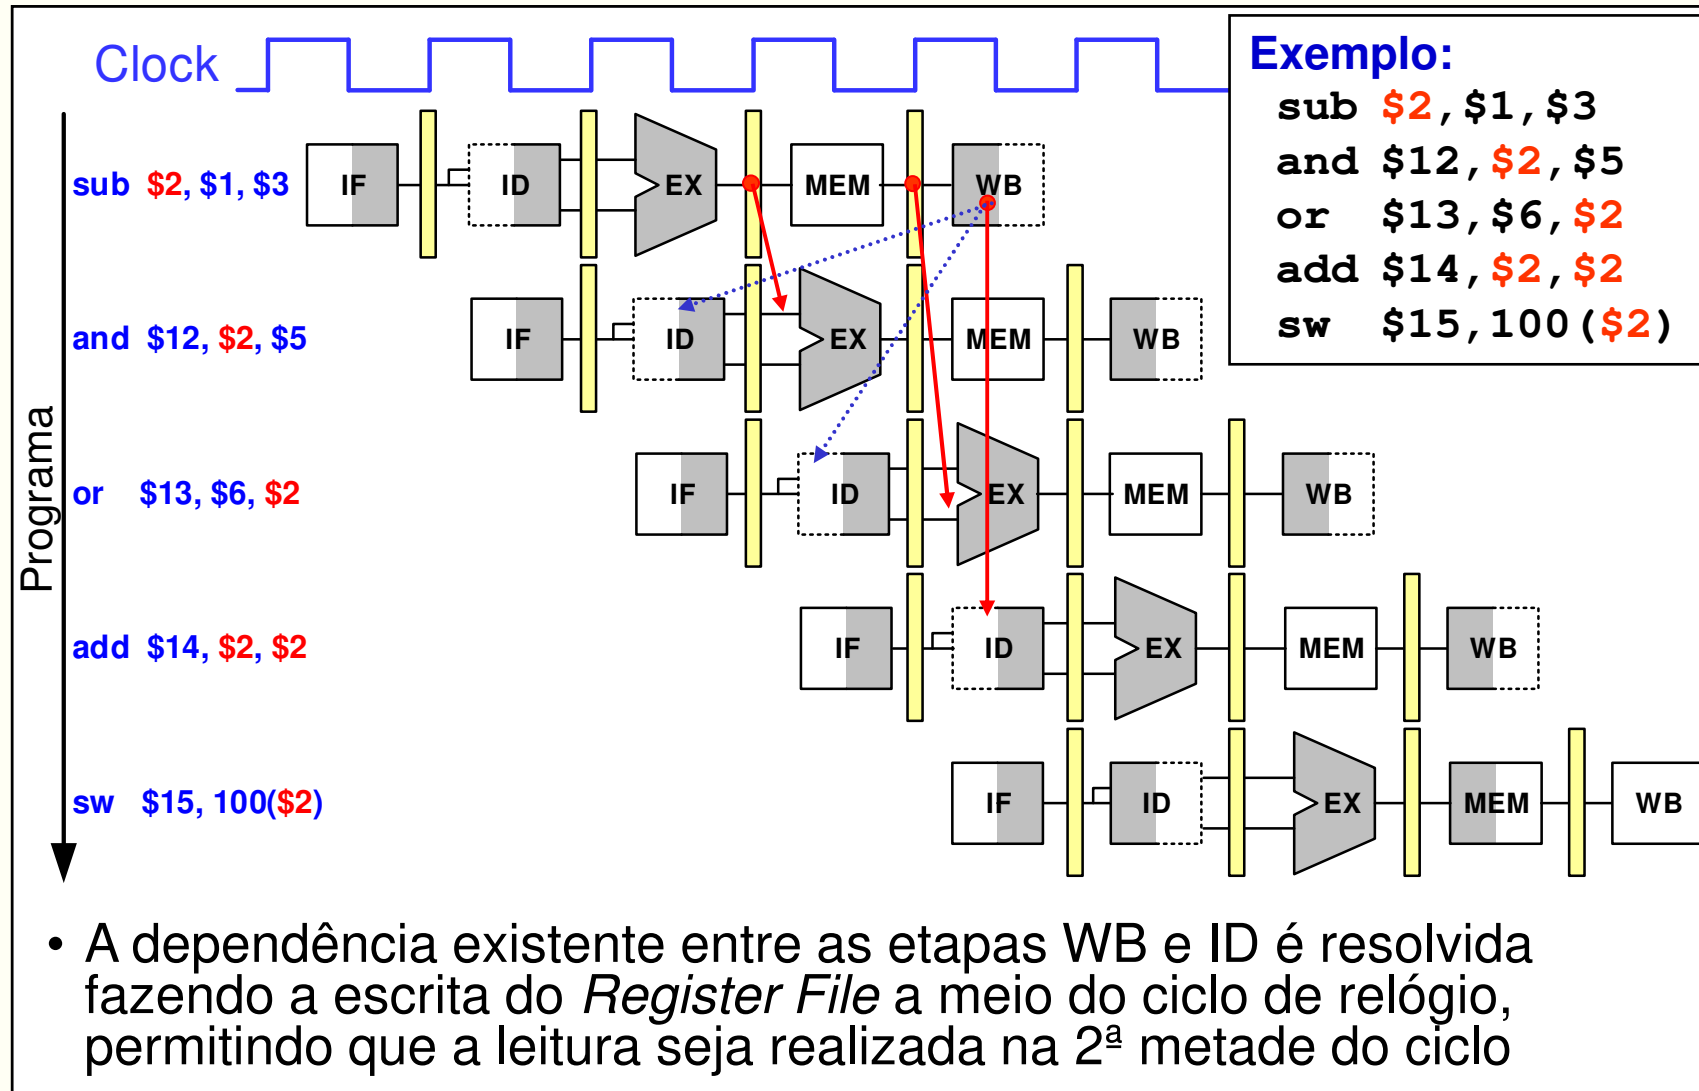 Clock
Exemplo:
sub $2,$1,$3
and $12,$2,$5
or $13,$6,$2
add $14,$2,$2
sw $15,100($2)
Programa
sub $2, $1, $3
IF ID EX MEM WB
and $12, $2, $5
IF ID EX MEM WB
or $13, $6, $2
IF ID EX MEM WB
add $14, $2, $2
IF ID EX MEM WB
sw $15, 100($2)
IF ID EX MEM WB
• A dependência existente entre as etapas WB e ID é resolvida
fazendo a escrita do Register File a meio do ciclo de relógio,
permitindo que a leitura seja realizada na 2ª metade do ciclo